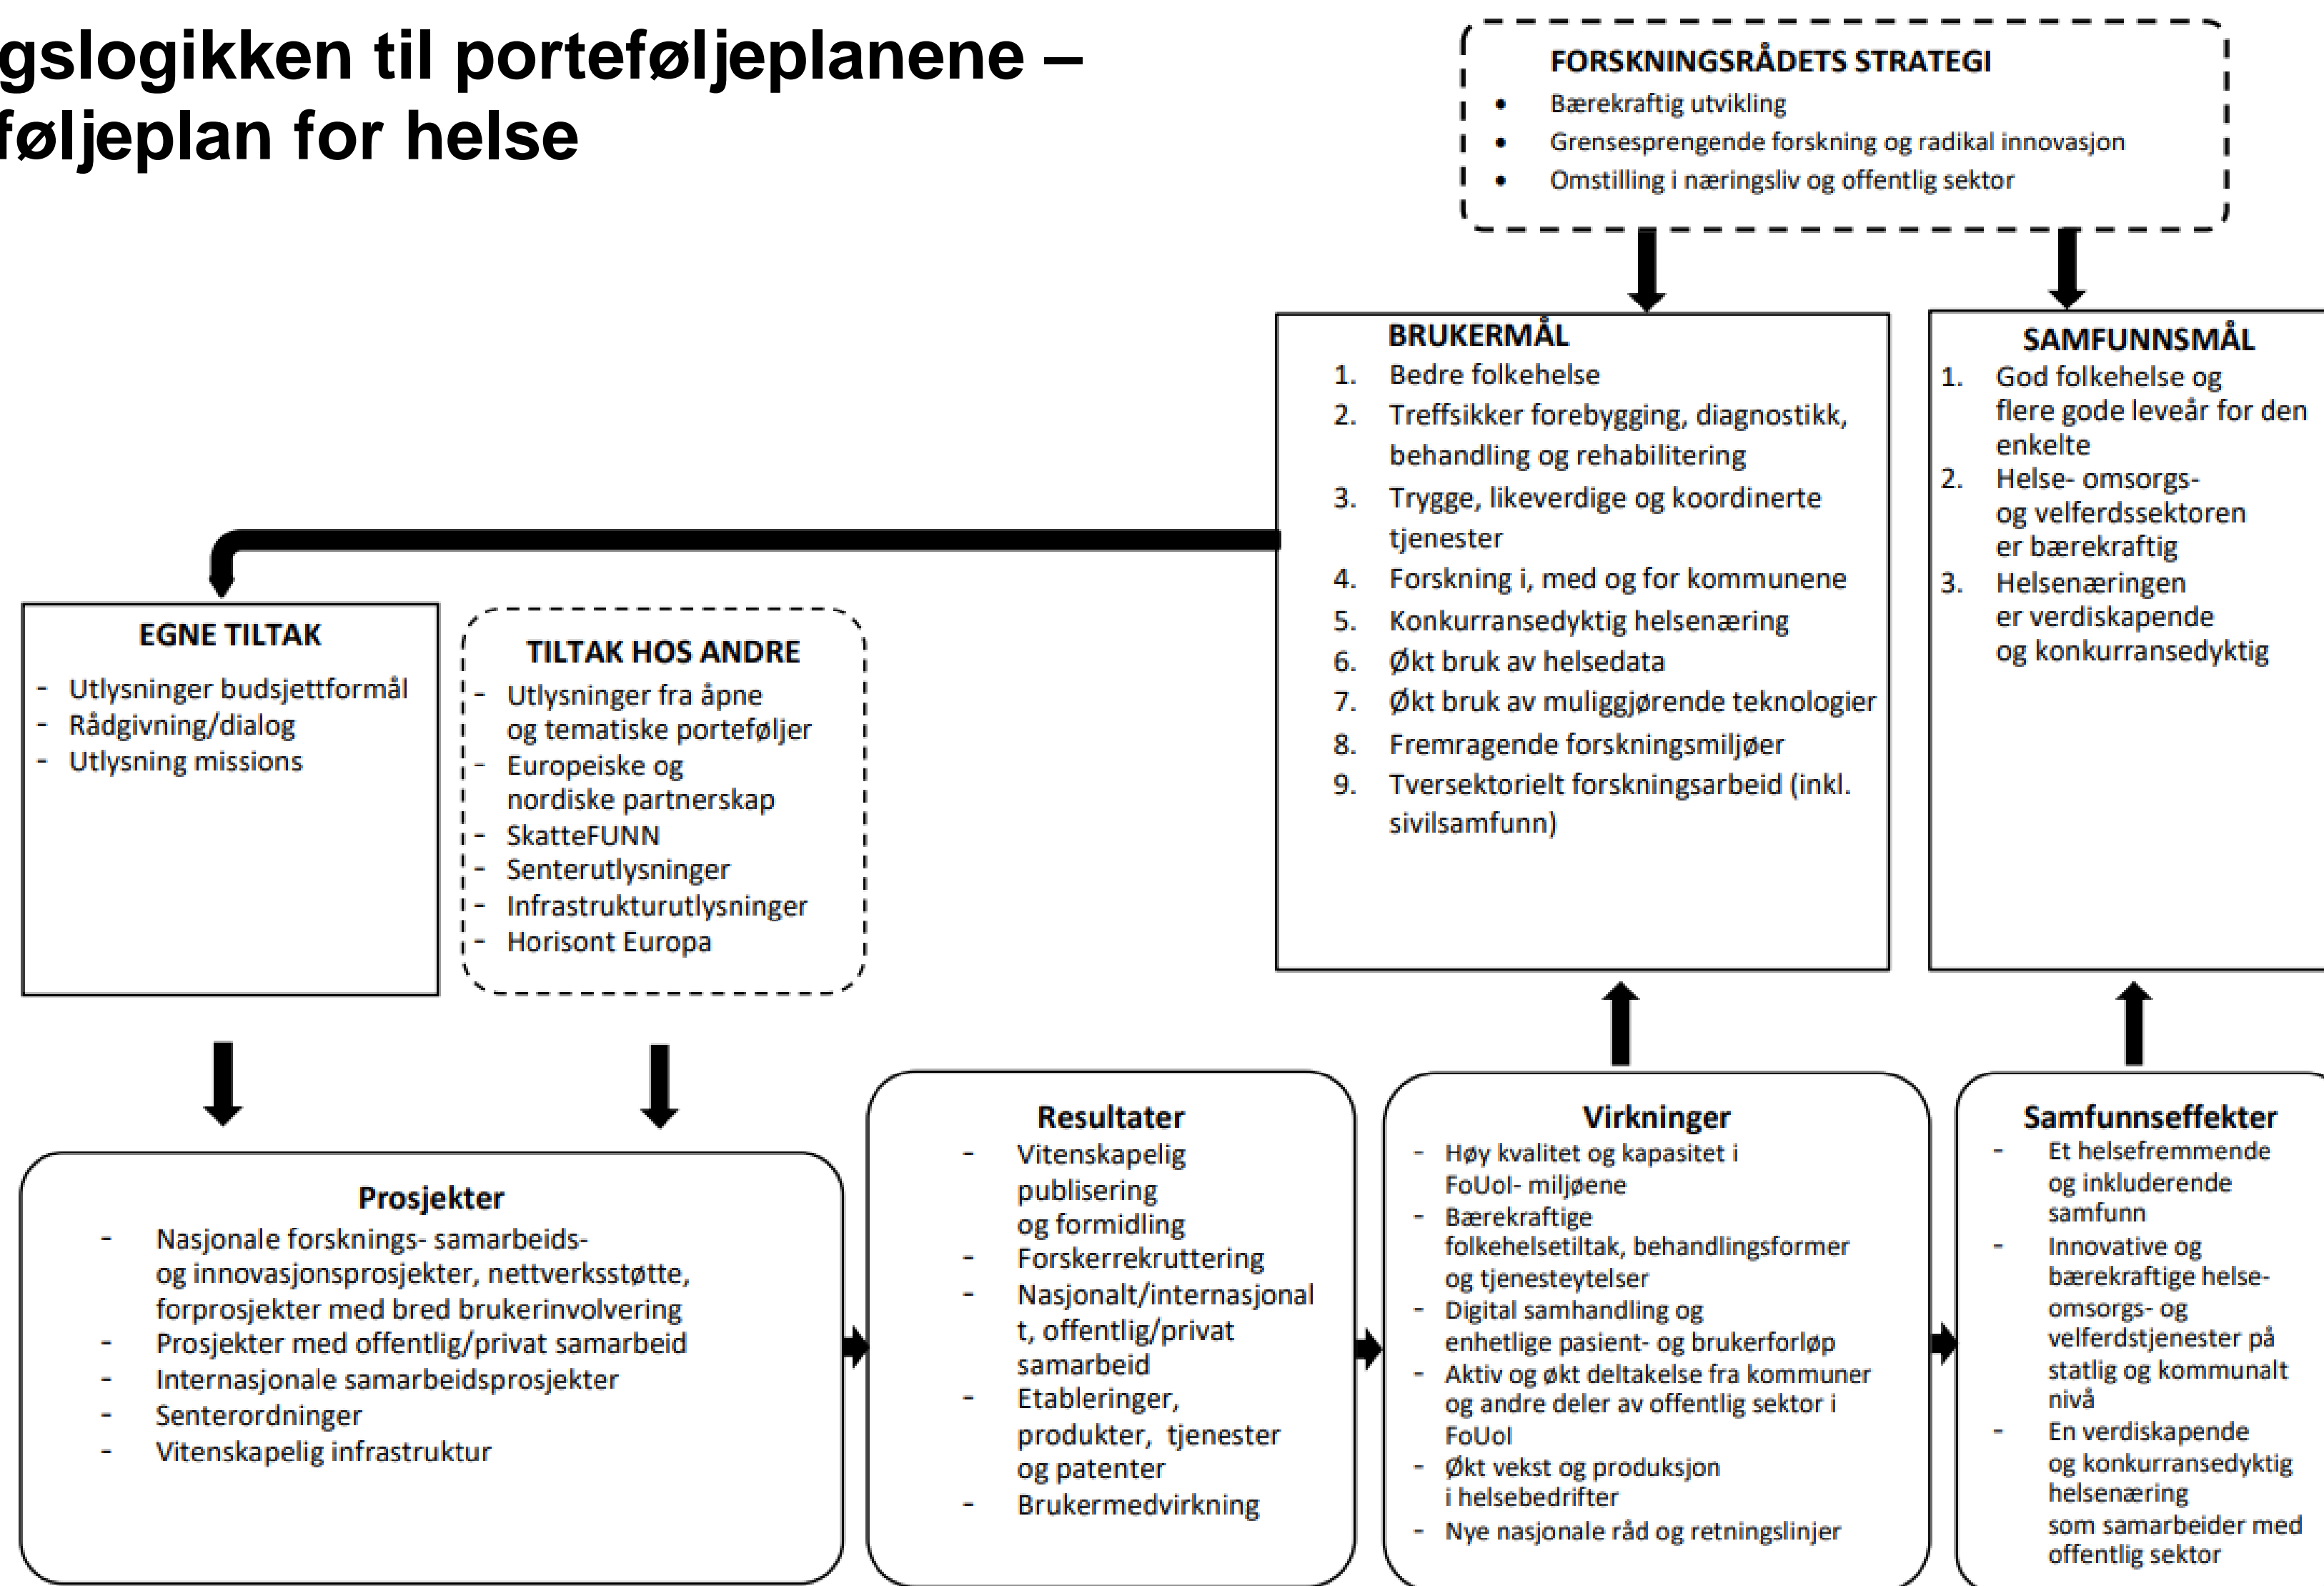 gslogikken til porteføljeplanene –
føljeplan for helse
FORSKNINGSRÅDETS STRATEGI
• Bærekraftig utvikling
• Grensesprengende forskning og radikal innovasjon
• Omstilling i næringsliv og offentlig sektor
BRUKERMÅL
1. Bedre folkehelse
2. Treffsikker forebygging, diagnostikk,
behandling og rehabilitering
3. Trygge, likeverdige og koordinerte
tjenester
4. Forskning i, med og for kommunene
5. Konkurransedyktig helsenæring
6. Økt bruk av helsedata
7. Økt bruk av muliggjørende teknologier
8. Fremragende forskningsmiljøer
9. Tversektorielt forskningsarbeid (inkl.
sivilsamfunn)
SAMFUNNSMÅL
1. God folkehelse og
flere gode leveår for den
enkelte
2. Helse- omsorgs-
og velferdssektoren
er bærekraftig
3. Helsenæringen
er verdiskapende
og konkurransedyktig
EGNE TILTAK
- Utlysninger budsjettformål
- Rådgivning/dialog
- Utlysning missions
TILTAK HOS ANDRE
- Utlysninger fra åpne
og tematiske porteføljer
- Europeiske og
nordiske partnerskap
- SkatteFUNN
- Senterutlysninger
- Infrastrukturutlysninger
- Horisont Europa
Prosjekter
- Nasjonale forsknings- samarbeids-
og innovasjonsprosjekter, nettverksstøtte,
forprosjekter med bred brukerinvolvering
- Prosjekter med offentlig/privat samarbeid
- Internasjonale samarbeidsprosjekter
- Senterordninger
- Vitenskapelig infrastruktur
Resultater
- Vitenskapelig
publisering
og formidling
- Forskerrekruttering
- Nasjonalt/internasjonal
t, offentlig/privat
samarbeid
- Etableringer,
produkter, tjenester
og patenter
- Brukermedvirkning
Virkninger
- Høy kvalitet og kapasitet i
FoUoI- miljøene
- Bærekraftige
folkehelsetiltak, behandlingsformer
og tjenesteytelser
- Digital samhandling og
enhetlige pasient- og brukerforløp
- Aktiv og økt deltakelse fra kommuner
og andre deler av offentlig sektor i
FoUoI
- Økt vekst og produksjon
i helsebedrifter
- Nye nasjonale råd og retningslinjer
Samfunnseffekter
- Et helsefremmende
og inkluderende
samfunn
- Innovative og
bærekraftige helse-
omsorgs- og
velferdstjenester på
statlig og kommunalt
nivå
- En verdiskapende
og konkurransedyktig
helsenæring
som samarbeider med
offentlig sektor